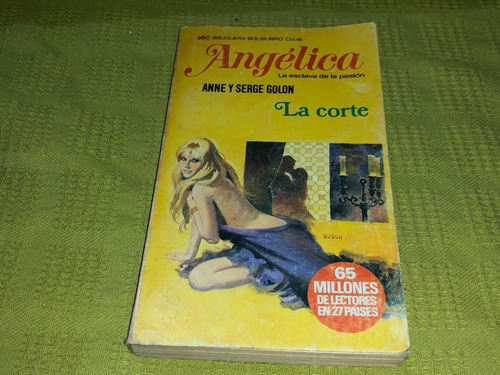 BBC BRUGUERA-BOLSILIBRO CLUB
Angélica
La esclava de la pasión
ANNE Y SERGE GOLON
La corte
BOSCH
65
MILLONES
DE LECTORES
EN 27 PAISES